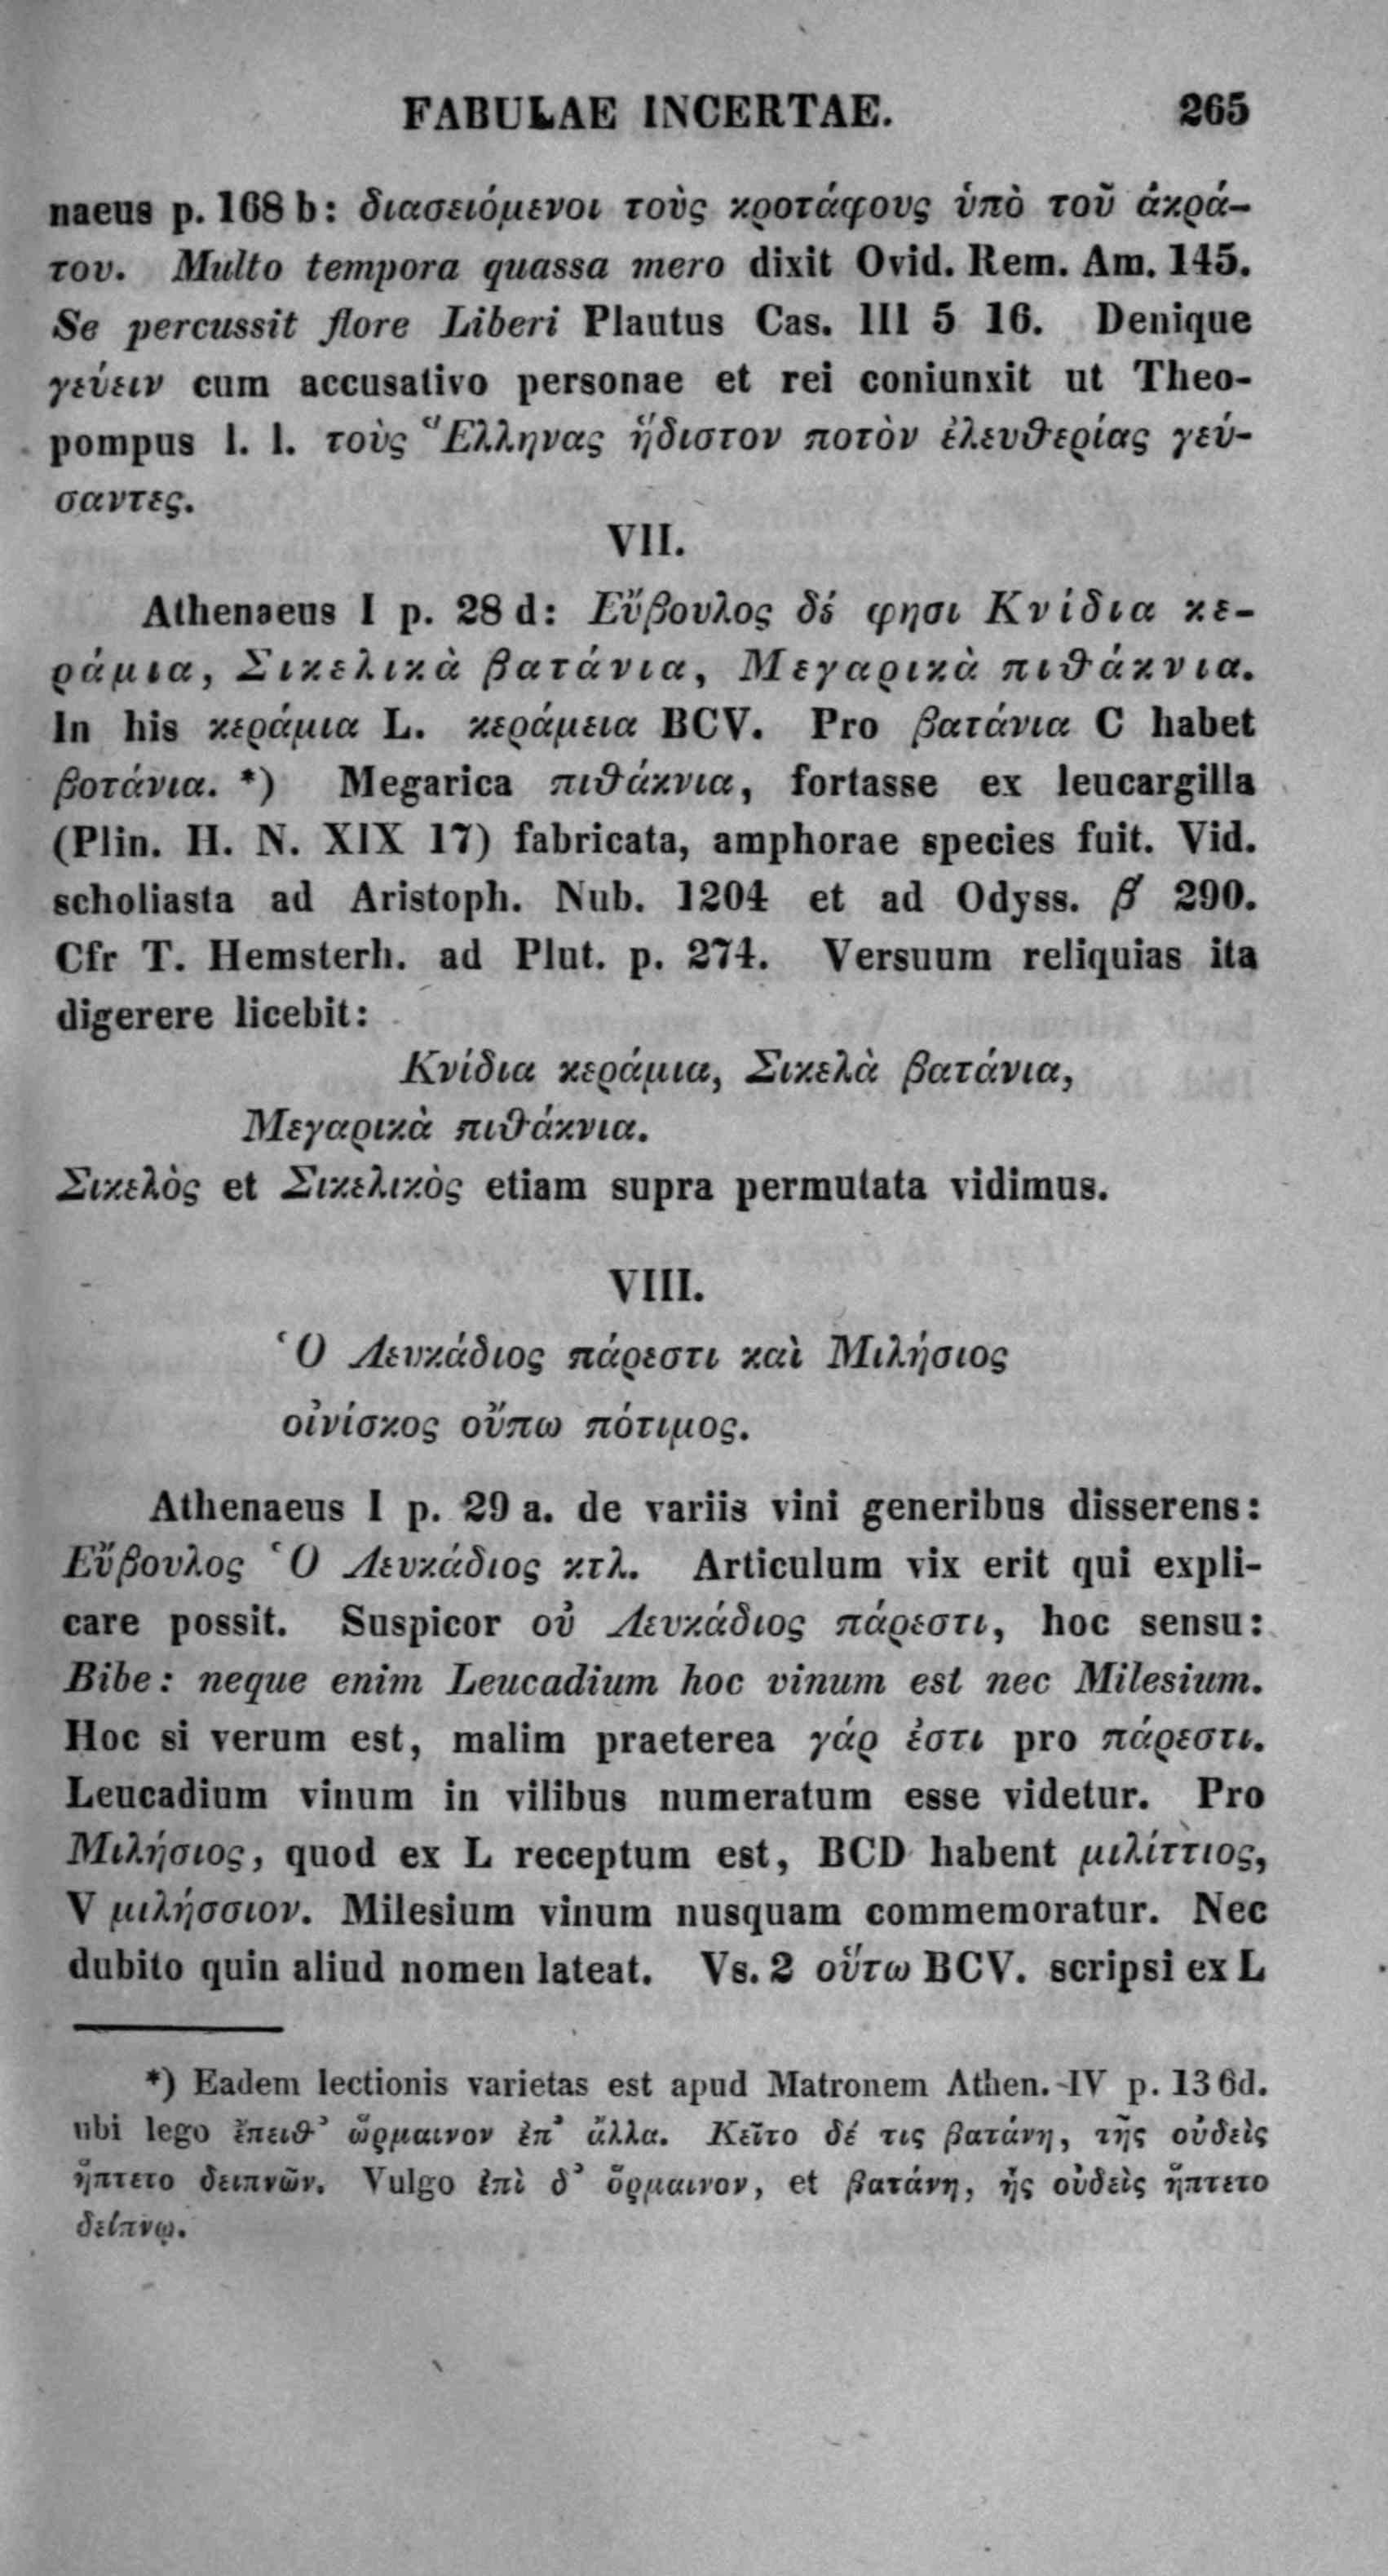 FABULAE INCERTAE. 265
naeus p. 168 b: διασειόμενοι τοὺς κροτάφους ὑπὸ τοῦ ἀκρά-
του. Multo tempora quassa mero dixit Ovid. Rem. Am. 145.
Se percussit flore Liberi Plautus Cas. III 5 16. Denique
γεύειν cum accusativo personae et rei coniunxit ut Theo-
pompus l. l. τοὺς Ἕλληνας ἥδιστον ποτὸν ἐλευθερίας γεύ-
σαντες.
VII.
Athenaeus I p. 28 d: Εὔβουλος δέ φησι Κνίδια κε-
ράμια, Σικελικὰ βατάνια, Μεγαρικὰ πιθάκνια.
In his κεράμια L. κεράμεια BCV. Pro βατάνια C habet
βοτάνια. *) Megarica πιθάκνια, fortasse ex leucargilla
(Plin. H. N. XIX 17) fabricata, amphorae species fuit. Vid.
scholiasta ad Aristoph. Nub. 1204 et ad Odyss. β 290.
Cfr T. Hemsterh. ad Plut. p. 274. Versuum reliquias ita
digerere licebit:
Κνίδια κεράμια, Σικελὰ βατάνια,
Μεγαρικὰ πιθάκνια.
Σικελὸς et Σικελικὸς etiam supra permutata vidimus.
VIII.
Ὁ Λευκάδιος πάρεστι καὶ Μιλήσιος
οἰνίσκος οὔπω πότιμος.
Athenaeus I p. 29 a. de variis vini generibus disserens:
Εὔβουλος Ὁ Λευκάδιος κτλ. Articulum vix erit qui expli-
care possit. Suspicor οὐ Λευκάδιος πάρεστι, hoc sensu:
Bibe: neque enim Leucadium hoc vinum est nec Milesium.
Hoc si verum est, malim praeterea γάρ ἐστι pro πάρεστι.
Leucadium vinum in vilibus numeratum esse videtur. Pro
Μιλήσιος, quod ex L receptum est, BCD habent μιλίττιος,
V μιλήσσιον. Milesium vinum nusquam commemoratur. Nec
dubito quin aliud nomen lateat. Vs. 2 οὕτω BCV. scripsi ex L
*) Eadem lectionis varietas est apud Matronem Athen. IV p. 136d.
ubi lego ἔπειθ᾽ ὥρμαινον ἐπ᾽ ἄλλα. Κεῖτο δέ τις βατάνη, τῆς οὐδεὶς
ἥπτετο δειπνῶν. Vulgo ἐπὶ δ᾽ ὅρμαινον, et βατάνη, ἧς οὐδεὶς ἥπτετο
δείπνῳ.